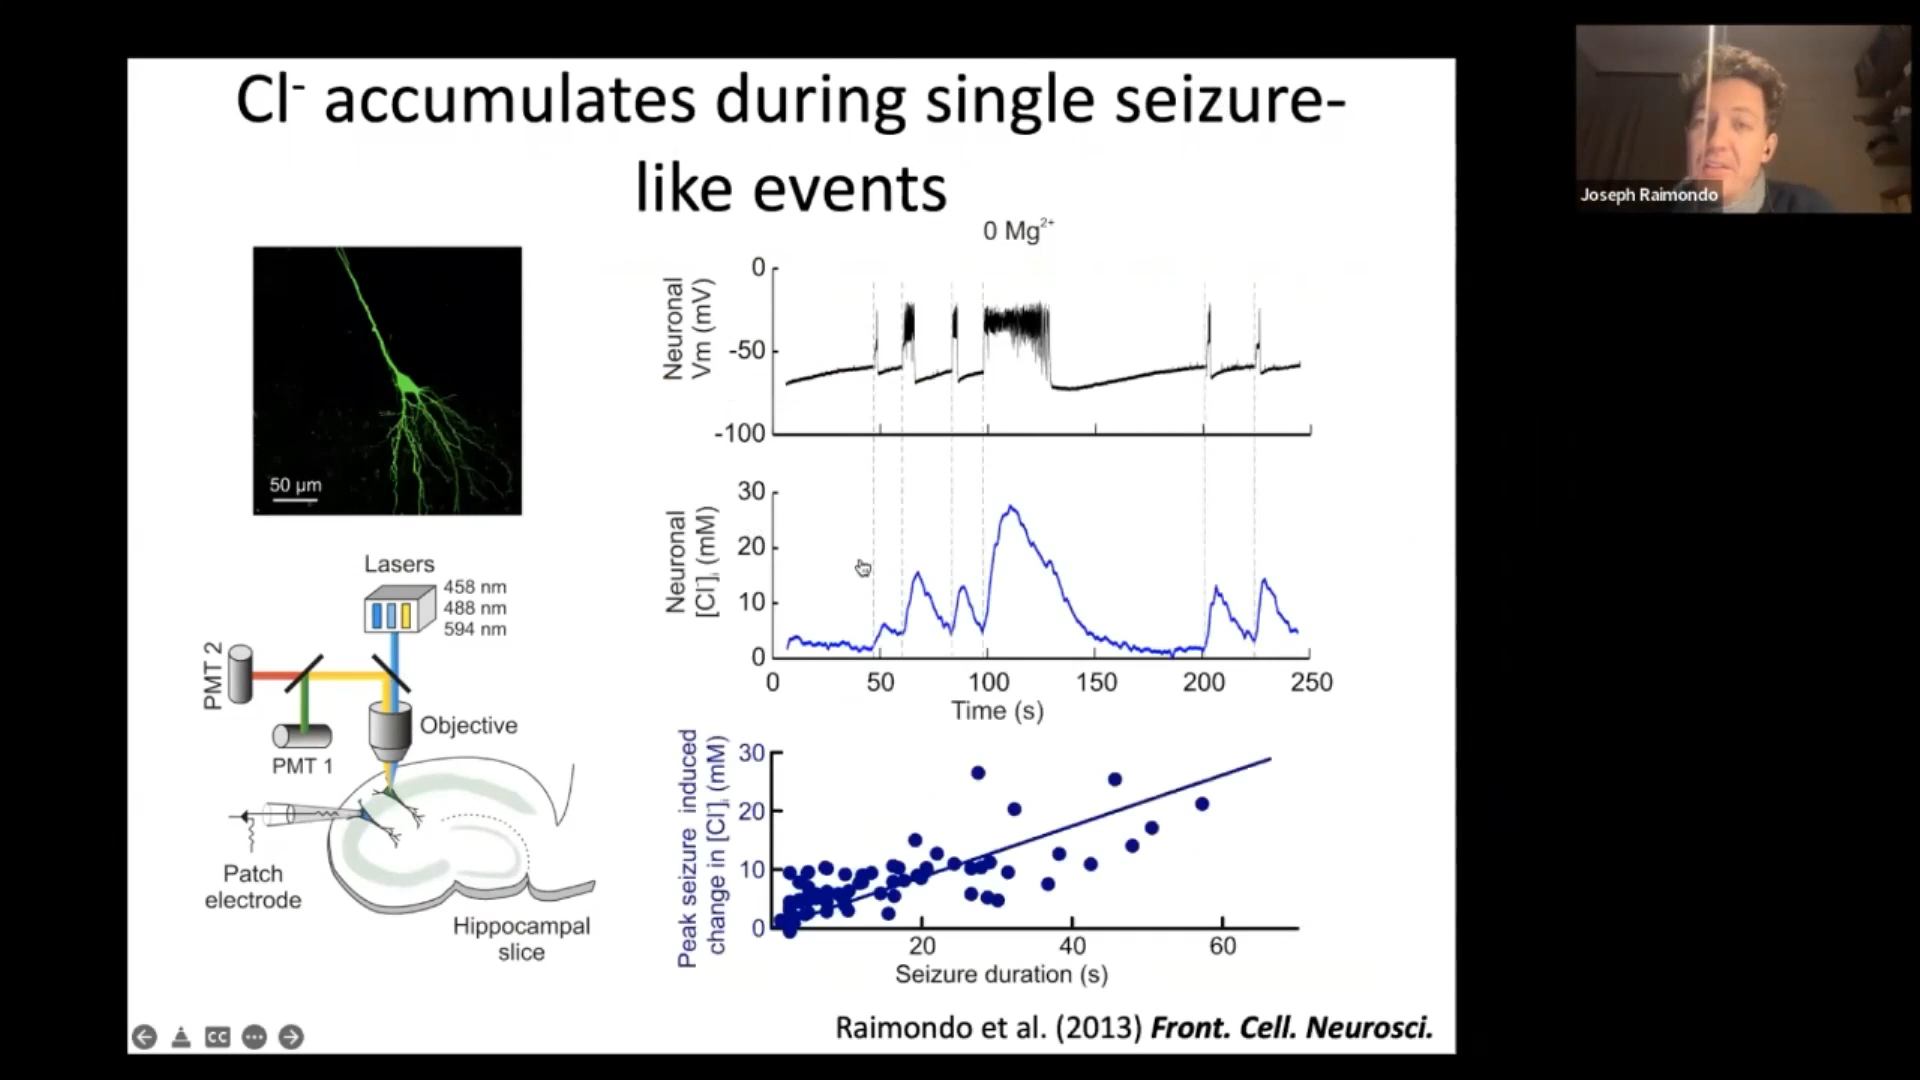 Cl⁻ accumulates during single seizure-
like events
Joseph Raimondo
0 Mg²⁺
Neuronal
Vm (mV)
0
-50
-100
50 µm
Neuronal
[Cl⁻]ᵢ (mM)
30
20
10
0
0 50 100 150 200 250
Time (s)
Lasers
458 nm
488 nm
594 nm
PMT 2
PMT 1
Objective
Patch
electrode
Hippocampal
slice
Peak seizure induced
change in [Cl⁻]ᵢ (mM)
30
20
10
0
20 40 60
Seizure duration (s)
Raimondo et al. (2013) Front. Cell. Neurosci.
CC